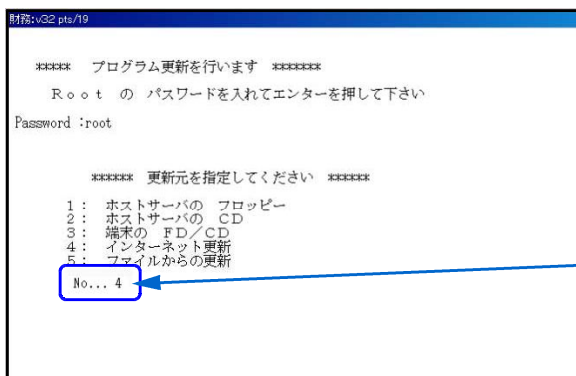 財務:v32 pts/19
***** プログラム更新を行います *******
Ｒｏｏｔ の パスワードを入れてエンターを押して下さい
Password :root
****** 更新元を指定してください ******
１： ホストサーバの フロッピー
２： ホストサーバの ＣＤ
３： 端末の ＦＤ／ＣＤ
４： インターネット更新
５： ファイルからの更新
No... 4